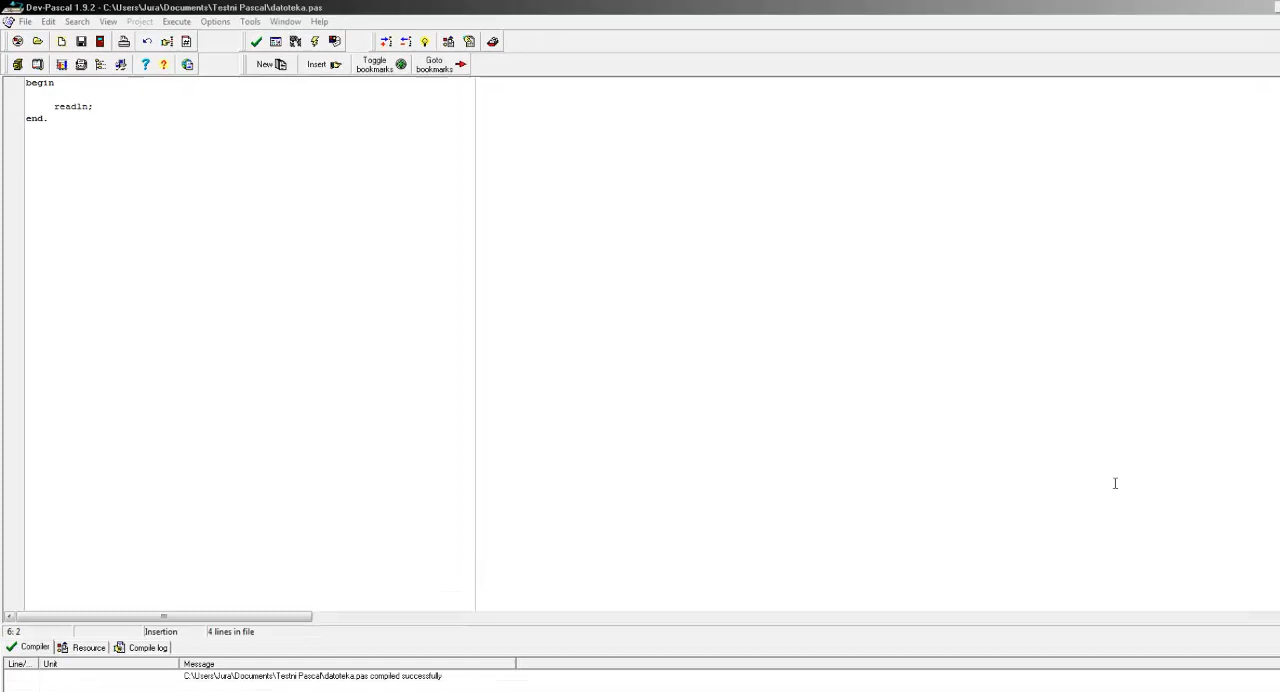 Dev-Pascal 1.9.2 - C:\Users\Jura\Documents\Testni Pascal\datoteka.pas
File Edit Search View Project Execute Options Tools Window Help
New Insert Toggle bookmarks Goto bookmarks
begin
readln;
end.
6: 2 Insertion 4 lines in file
Compiler Resource Compile log
Line/... Unit Message
C:\Users\Jura\Documents\Testni Pascal\datoteka.pas compiled successfully